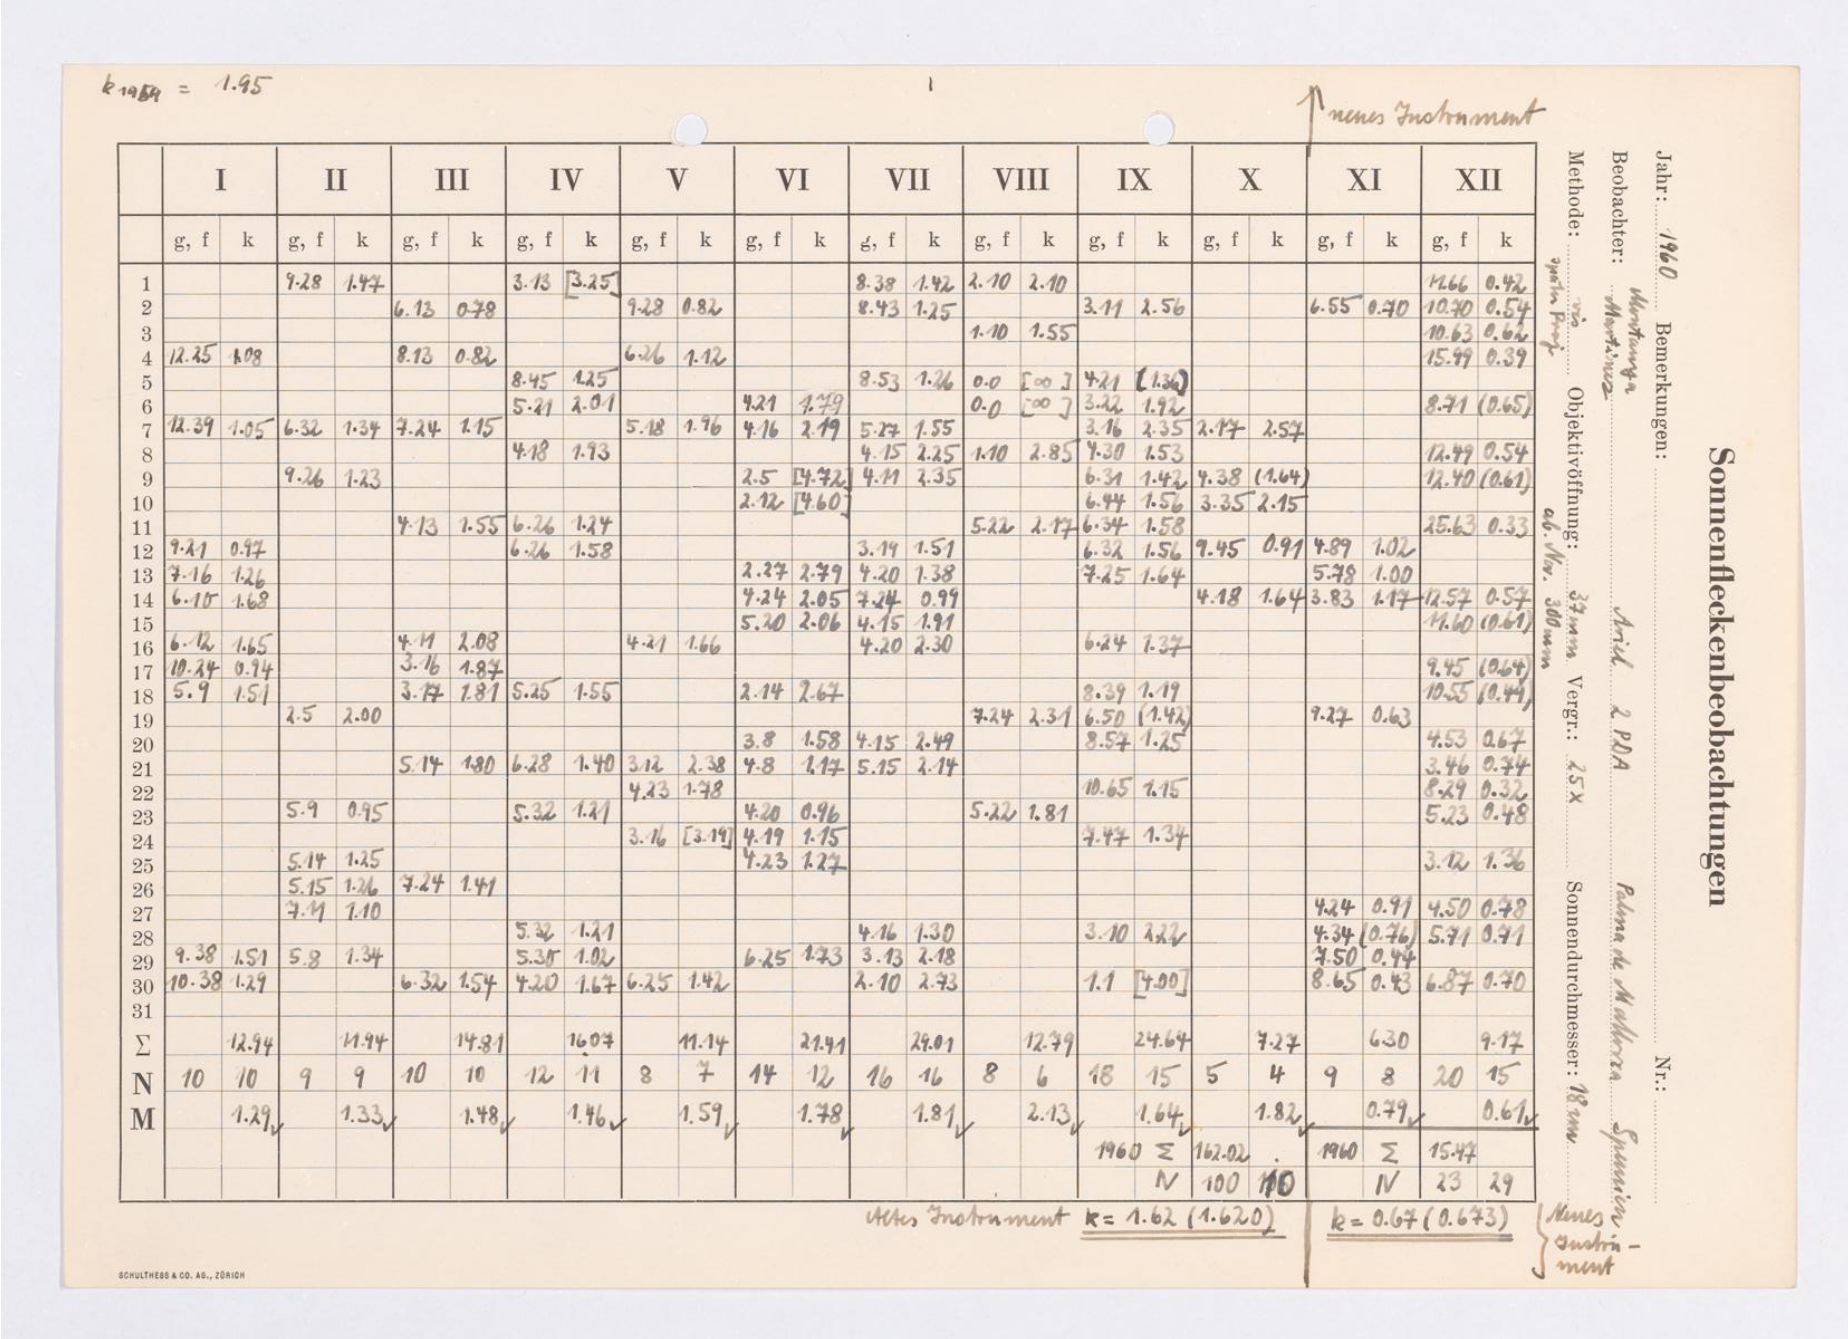 k 1959 = 1.95
neues Instrument
I II III IV V VI VII VIII IX X XI XII
g, f k g, f k g, f k g, f k g, f k g, f k g, f k g, f k g, f k g, f k g, f k g, f k
1 9.28 1.47 3.13 [3.25] 8.38 1.42 2.10 2.10 11.66 0.42
2 6.13 0.78 9.28 0.82 8.43 1.25 3.11 2.56 6.55 0.70 10.70 0.54
3 1.10 1.55 10.63 0.62
4 12.25 1.08 8.13 0.82 6.26 1.12 15.99 0.39
5 8.45 1.25 8.53 1.26 0.0 [∞] 4.21 (1.36)
6 5.21 2.01 4.21 1.79 0.0 [∞] 3.22 1.92 8.71 (0.65)
7 12.39 1.05 6.32 1.34 7.24 1.15 5.18 1.96 4.16 2.19 5.27 1.55 3.16 2.35 2.17 2.57
8 4.18 1.93 4.15 2.25 1.10 2.85 4.30 1.53 12.49 0.54
9 9.26 1.23 2.5 [4.72] 4.11 2.35 6.31 1.42 4.38 (1.64) 12.40 (0.61)
10 2.12 [4.60] 6.44 1.56 3.35 2.15
11 4.13 1.55 6.26 1.24 5.22 2.17 6.34 1.58 25.63 0.33
12 9.21 0.97 6.26 1.58 3.19 1.51 6.32 1.56 9.45 0.91 4.89 1.02
13 7.16 1.26 2.27 2.79 4.20 1.38 7.25 1.64 5.78 1.00
14 6.10 1.68 4.24 2.05 7.24 0.99 4.18 1.64 3.83 1.17 12.57 0.57
15 5.20 2.06 4.15 1.91 11.60 (0.61)
16 6.12 1.65 4.11 2.08 4.21 1.66 4.20 2.30 6.24 1.37
17 10.24 0.94 3.16 1.87 9.45 (0.64)
18 5.9 1.51 3.17 1.81 5.25 1.55 2.14 2.67 8.39 1.19 10.55 (0.49)
19 2.5 2.00 7.24 2.31 6.50 (1.42) 9.27 0.63
20 3.8 1.58 4.15 2.49 8.57 1.25 4.53 0.67
21 5.14 1.80 6.28 1.40 3.12 2.38 4.8 1.17 5.15 2.14 3.46 0.74
22 4.23 1.78 10.65 1.15 8.29 0.32
23 5.9 0.95 5.32 1.21 4.20 0.96 5.22 1.81 5.23 0.48
24 3.16 [3.19] 4.19 1.15 7.47 1.34
25 5.14 1.25 4.23 1.27 3.12 1.36
26 5.15 1.26 7.24 1.41
27 7.11 1.10 4.24 0.91 4.50 0.78
28 5.32 1.21 4.16 1.30 3.10 2.22 4.34 (0.76) 5.71 0.71
29 9.38 1.51 5.8 1.34 5.30 1.02 6.25 1.73 3.13 2.18 7.50 0.44
30 10.38 1.29 6.32 1.54 4.20 1.67 6.25 1.42 2.10 2.73 1.1 [4.00] 8.65 0.43 6.87 0.70
31
Σ 12.94 11.94 14.81 16.07 11.14 21.41 29.01 12.79 24.64 7.27 6.30 9.17
N 10 10 9 9 10 10 12 11 8 7 14 12 16 16 8 6 18 15 5 4 9 8 20 15
M 1.29 1.33 1.48 1.46 1.59 1.78 1.81 2.13 1.64 1.82 0.79 0.61
1960 Σ 162.02 1960 Σ 15.47
N 100 110 N 23 29
Altes Instrument k = 1.62 (1.620) k = 0.67 (0.673) Neues
Instru-
ment
SCHULTHESS & CO. AG., ZÜRICH
Sonnenfleckenbeobachtungen
Jahr: 1960 Bemerkungen: Nr.:
Beobachter: Montaner Martinez Ariel 2 PDA Palma de Mallorca Spanien
Methode: vis Objektivöffnung: 37mm Vergr.: 25 x Sonnendurchmesser: 18 cm
später Proj ab. Nov. 300 mm